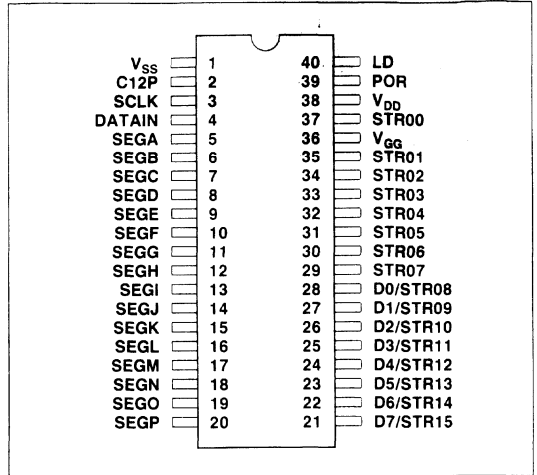 VSS 1 40 LD
C12P 2 39 POR
SCLK 3 38 VDD
DATAIN 4 37 STR00
SEGA 5 36 VGG
SEGB 6 35 STR01
SEGC 7 34 STR02
SEGD 8 33 STR03
SEGE 9 32 STR04
SEGF 10 31 STR05
SEGG 11 30 STR06
SEGH 12 29 STR07
SEGI 13 28 D0/STR08
SEGJ 14 27 D1/STR09
SEGK 15 26 D2/STR10
SEGL 16 25 D3/STR11
SEGM 17 24 D4/STR12
SEGN 18 23 D5/STR13
SEGO 19 22 D6/STR14
SEGP 20 21 D7/STR15